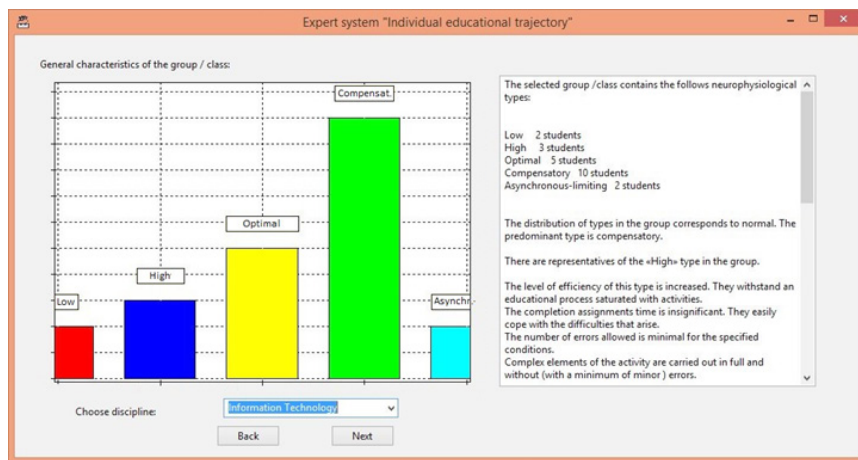 Expert system "Individual educational trajectory"
General characteristics of the group / class:
Compensat.
Optimal
High
Low
Asynchr.
The selected group /class contains the follows neurophysiological
types:
Low 2 students
High 3 students
Optimal 5 students
Compensatory 10 students
Asynchronous-limiting 2 students
The distribution of types in the group corresponds to normal. The
predominant type is compensatory.
There are representatives of the «High» type in the group.
The level of efficiency of this type is increased. They withstand an
educational process saturated with activities.
The completion assignments time is insignificant. They easily
cope with the difficulties that arise.
The number of errors allowed is minimal for the specified
conditions.
Complex elements of the activity are carried out in full and
without (with a minimum of minor ) errors.
Choose discipline:
Information Technology
Back
Next